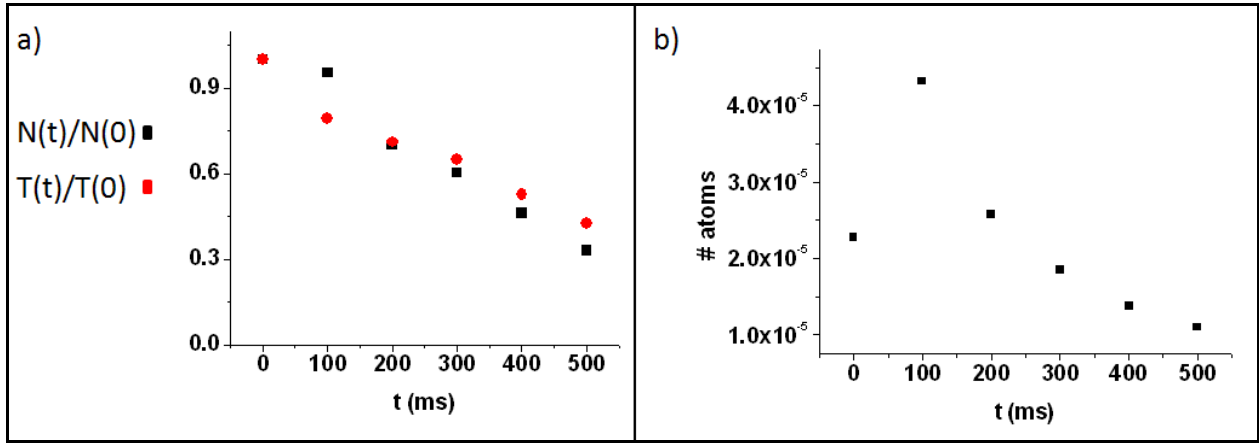 a)
N(t)/N(0)
T(t)/T(0)
0.9
0.6
0.3
0.0
0 100 200 300 400 500
t (ms)
b)
# atoms
4.0x10⁻⁵
3.0x10⁻⁵
2.0x10⁻⁵
1.0x10⁻⁵
0 100 200 300 400 500
t (ms)